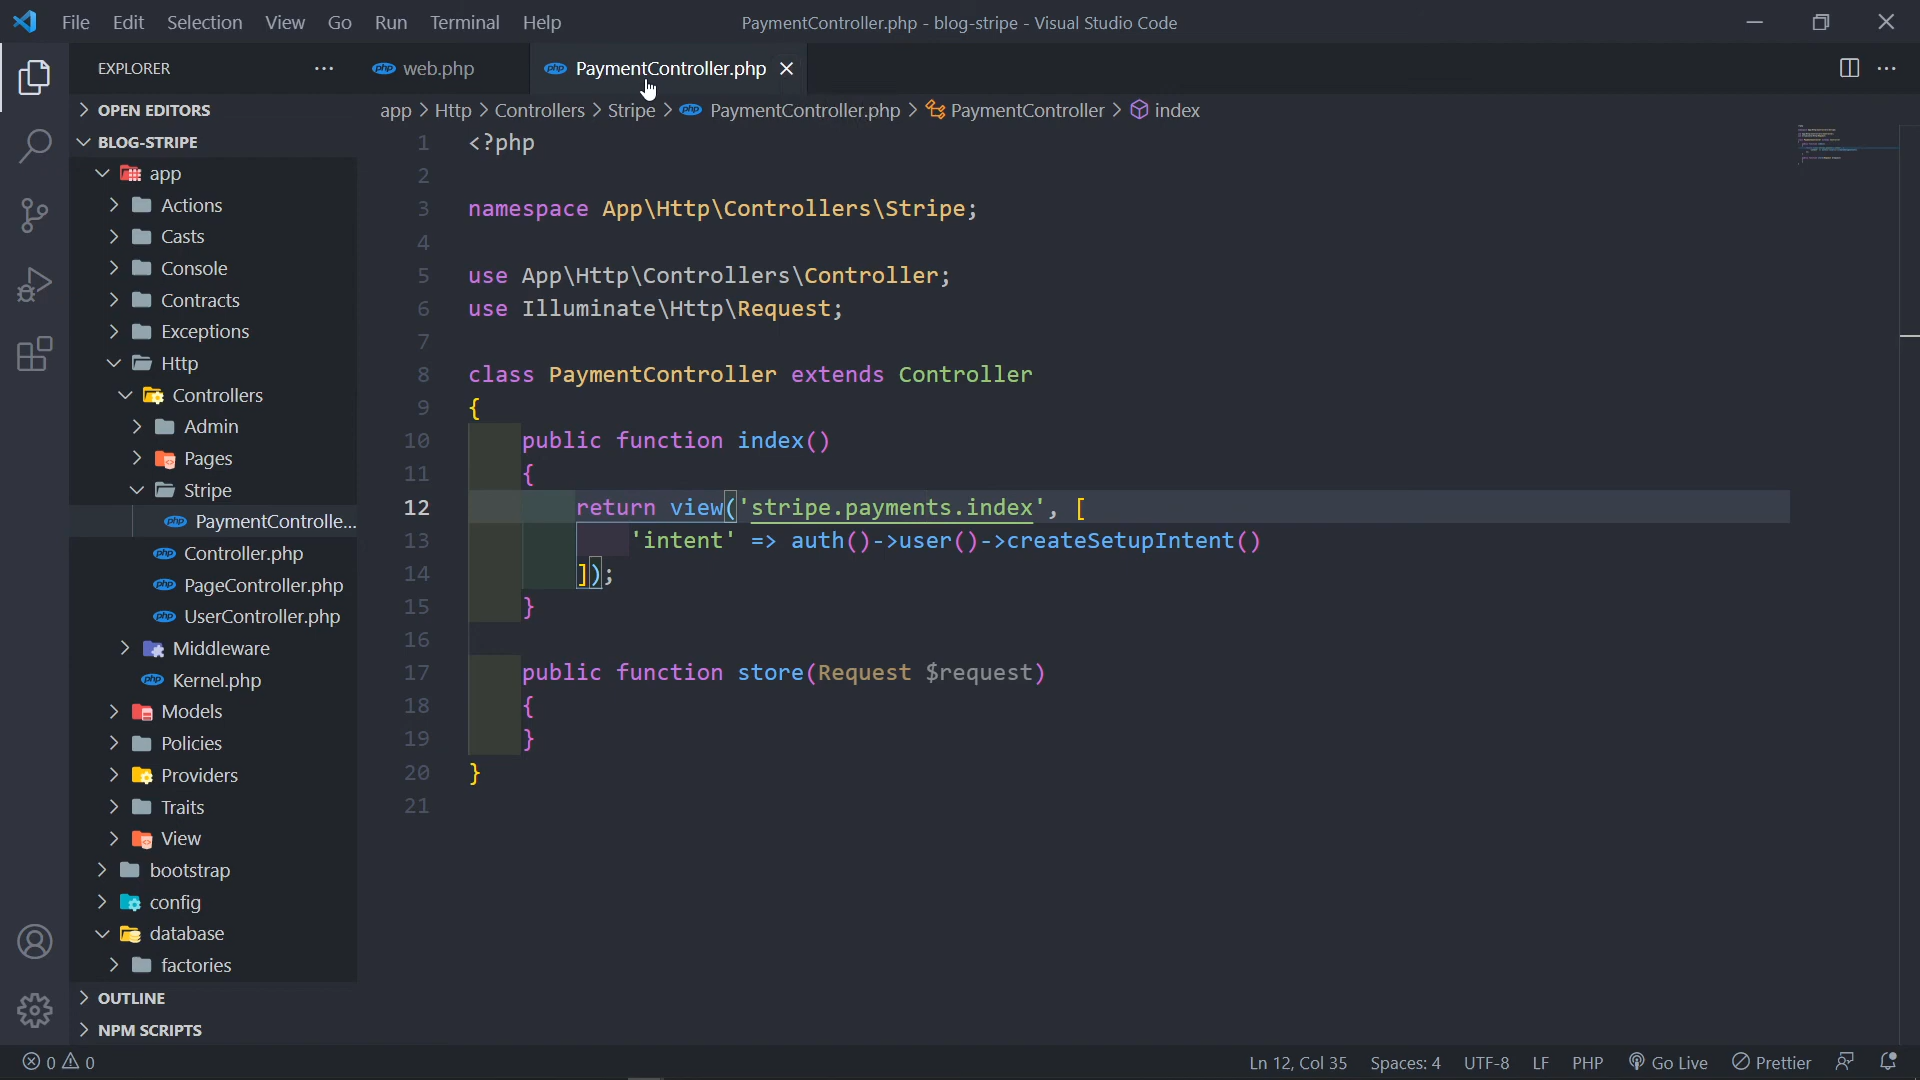 File Edit Selection View Go Run Terminal Help
PaymentController.php - blog-stripe - Visual Studio Code
EXPLORER
web.php
PaymentController.php
OPEN EDITORS
app > Http > Controllers > Stripe > PaymentController.php > PaymentController > index
BLOG-STRIPE
app
Actions
Casts
Console
Contracts
Exceptions
Http
Controllers
Admin
Pages
Stripe
PaymentControlle...
Controller.php
PageController.php
UserController.php
Middleware
Kernel.php
Models
Policies
Providers
Traits
View
bootstrap
config
database
factories
OUTLINE
NPM SCRIPTS
1 <?php
2
3 namespace App\Http\Controllers\Stripe;
4
5 use App\Http\Controllers\Controller;
6 use Illuminate\Http\Request;
7
8 class PaymentController extends Controller
9 {
10 public function index()
11 {
12 return view('stripe.payments.index', [
13 'intent' => auth()->user()->createSetupIntent()
14 ]);
15 }
16
17 public function store(Request $request)
18 {
19 }
20 }
21
0 0
Ln 12, Col 35 Spaces: 4 UTF-8 LF PHP Go Live Prettier